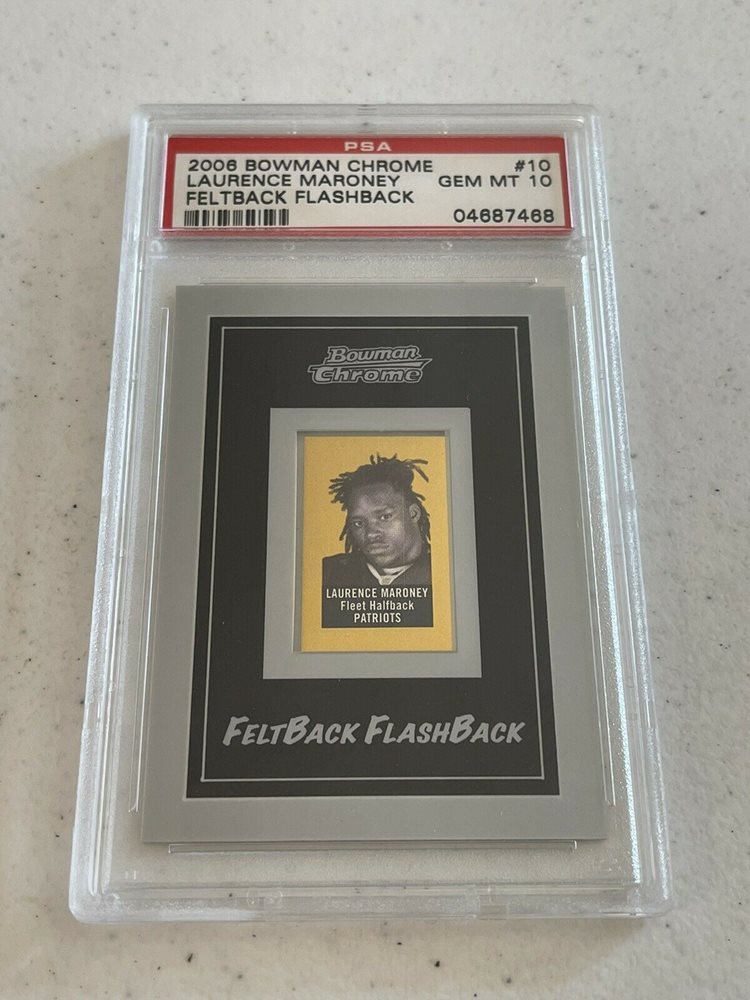 PSA
2006 BOWMAN CHROME #10
LAURENCE MARONEY GEM MT 10
FELTBACK FLASHBACK
04687468
Bowman
Chrome
LAURENCE MARONEY
Fleet Halfback
PATRIOTS
FELTBACK FLASHBACK